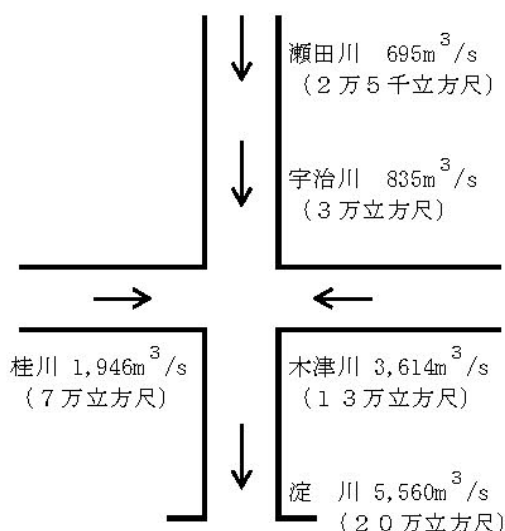 瀬田川 695m³/s
(2万5千立方尺)
宇治川 835m³/s
(3万立方尺)
桂川 1,946m³/s
(7万立方尺)
木津川 3,614m³/s
(13万立方尺)
淀 川 5,560m³/s
(20万立方尺)